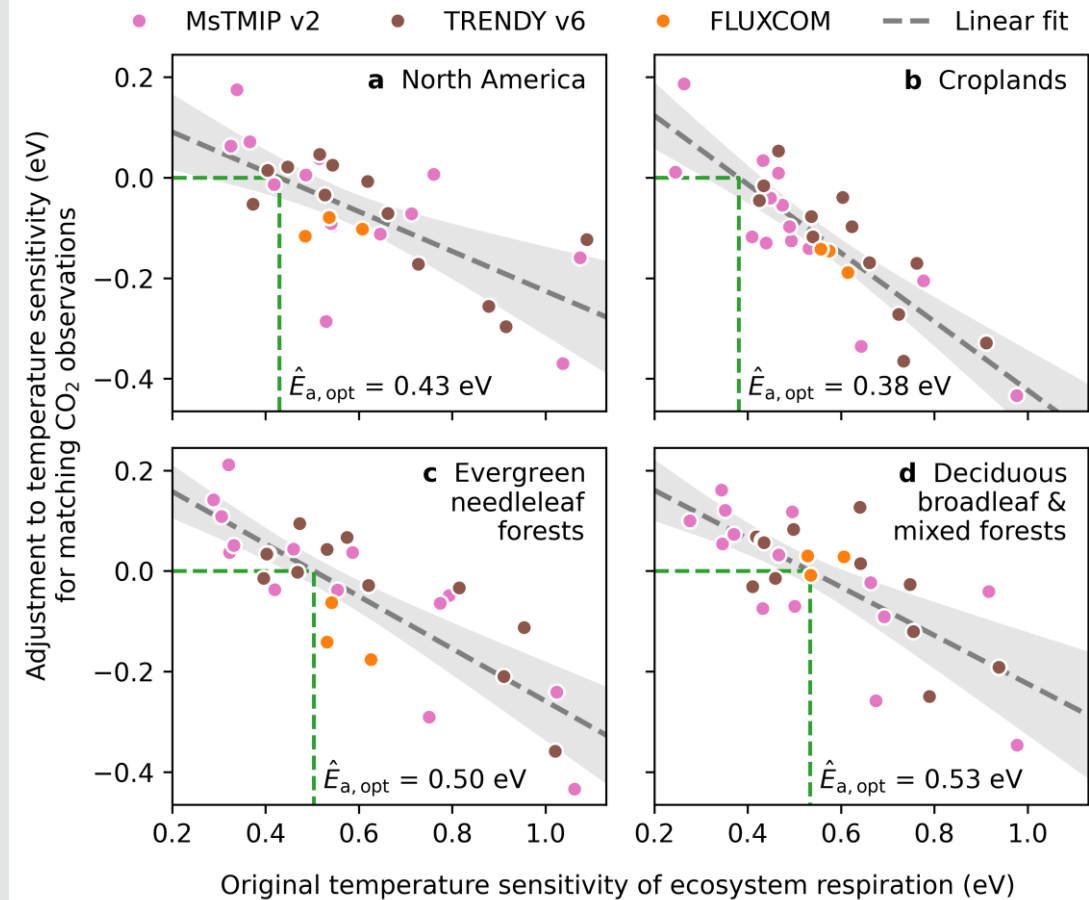 MsTMIP v2 TRENDY v6 FLUXCOM Linear fit
Adjustment to temperature sensitivity (eV)
for matching CO₂ observations
0.2
0.0
−0.2
−0.4
a North America
Êa, opt = 0.43 eV
b Croplands
Êa, opt = 0.38 eV
0.2
0.0
−0.2
−0.4
c Evergreen
needleleaf
forests
Êa, opt = 0.50 eV
d Deciduous
broadleaf &
mixed forests
Êa, opt = 0.53 eV
0.2 0.4 0.6 0.8 1.0 0.2 0.4 0.6 0.8 1.0
Original temperature sensitivity of ecosystem respiration (eV)